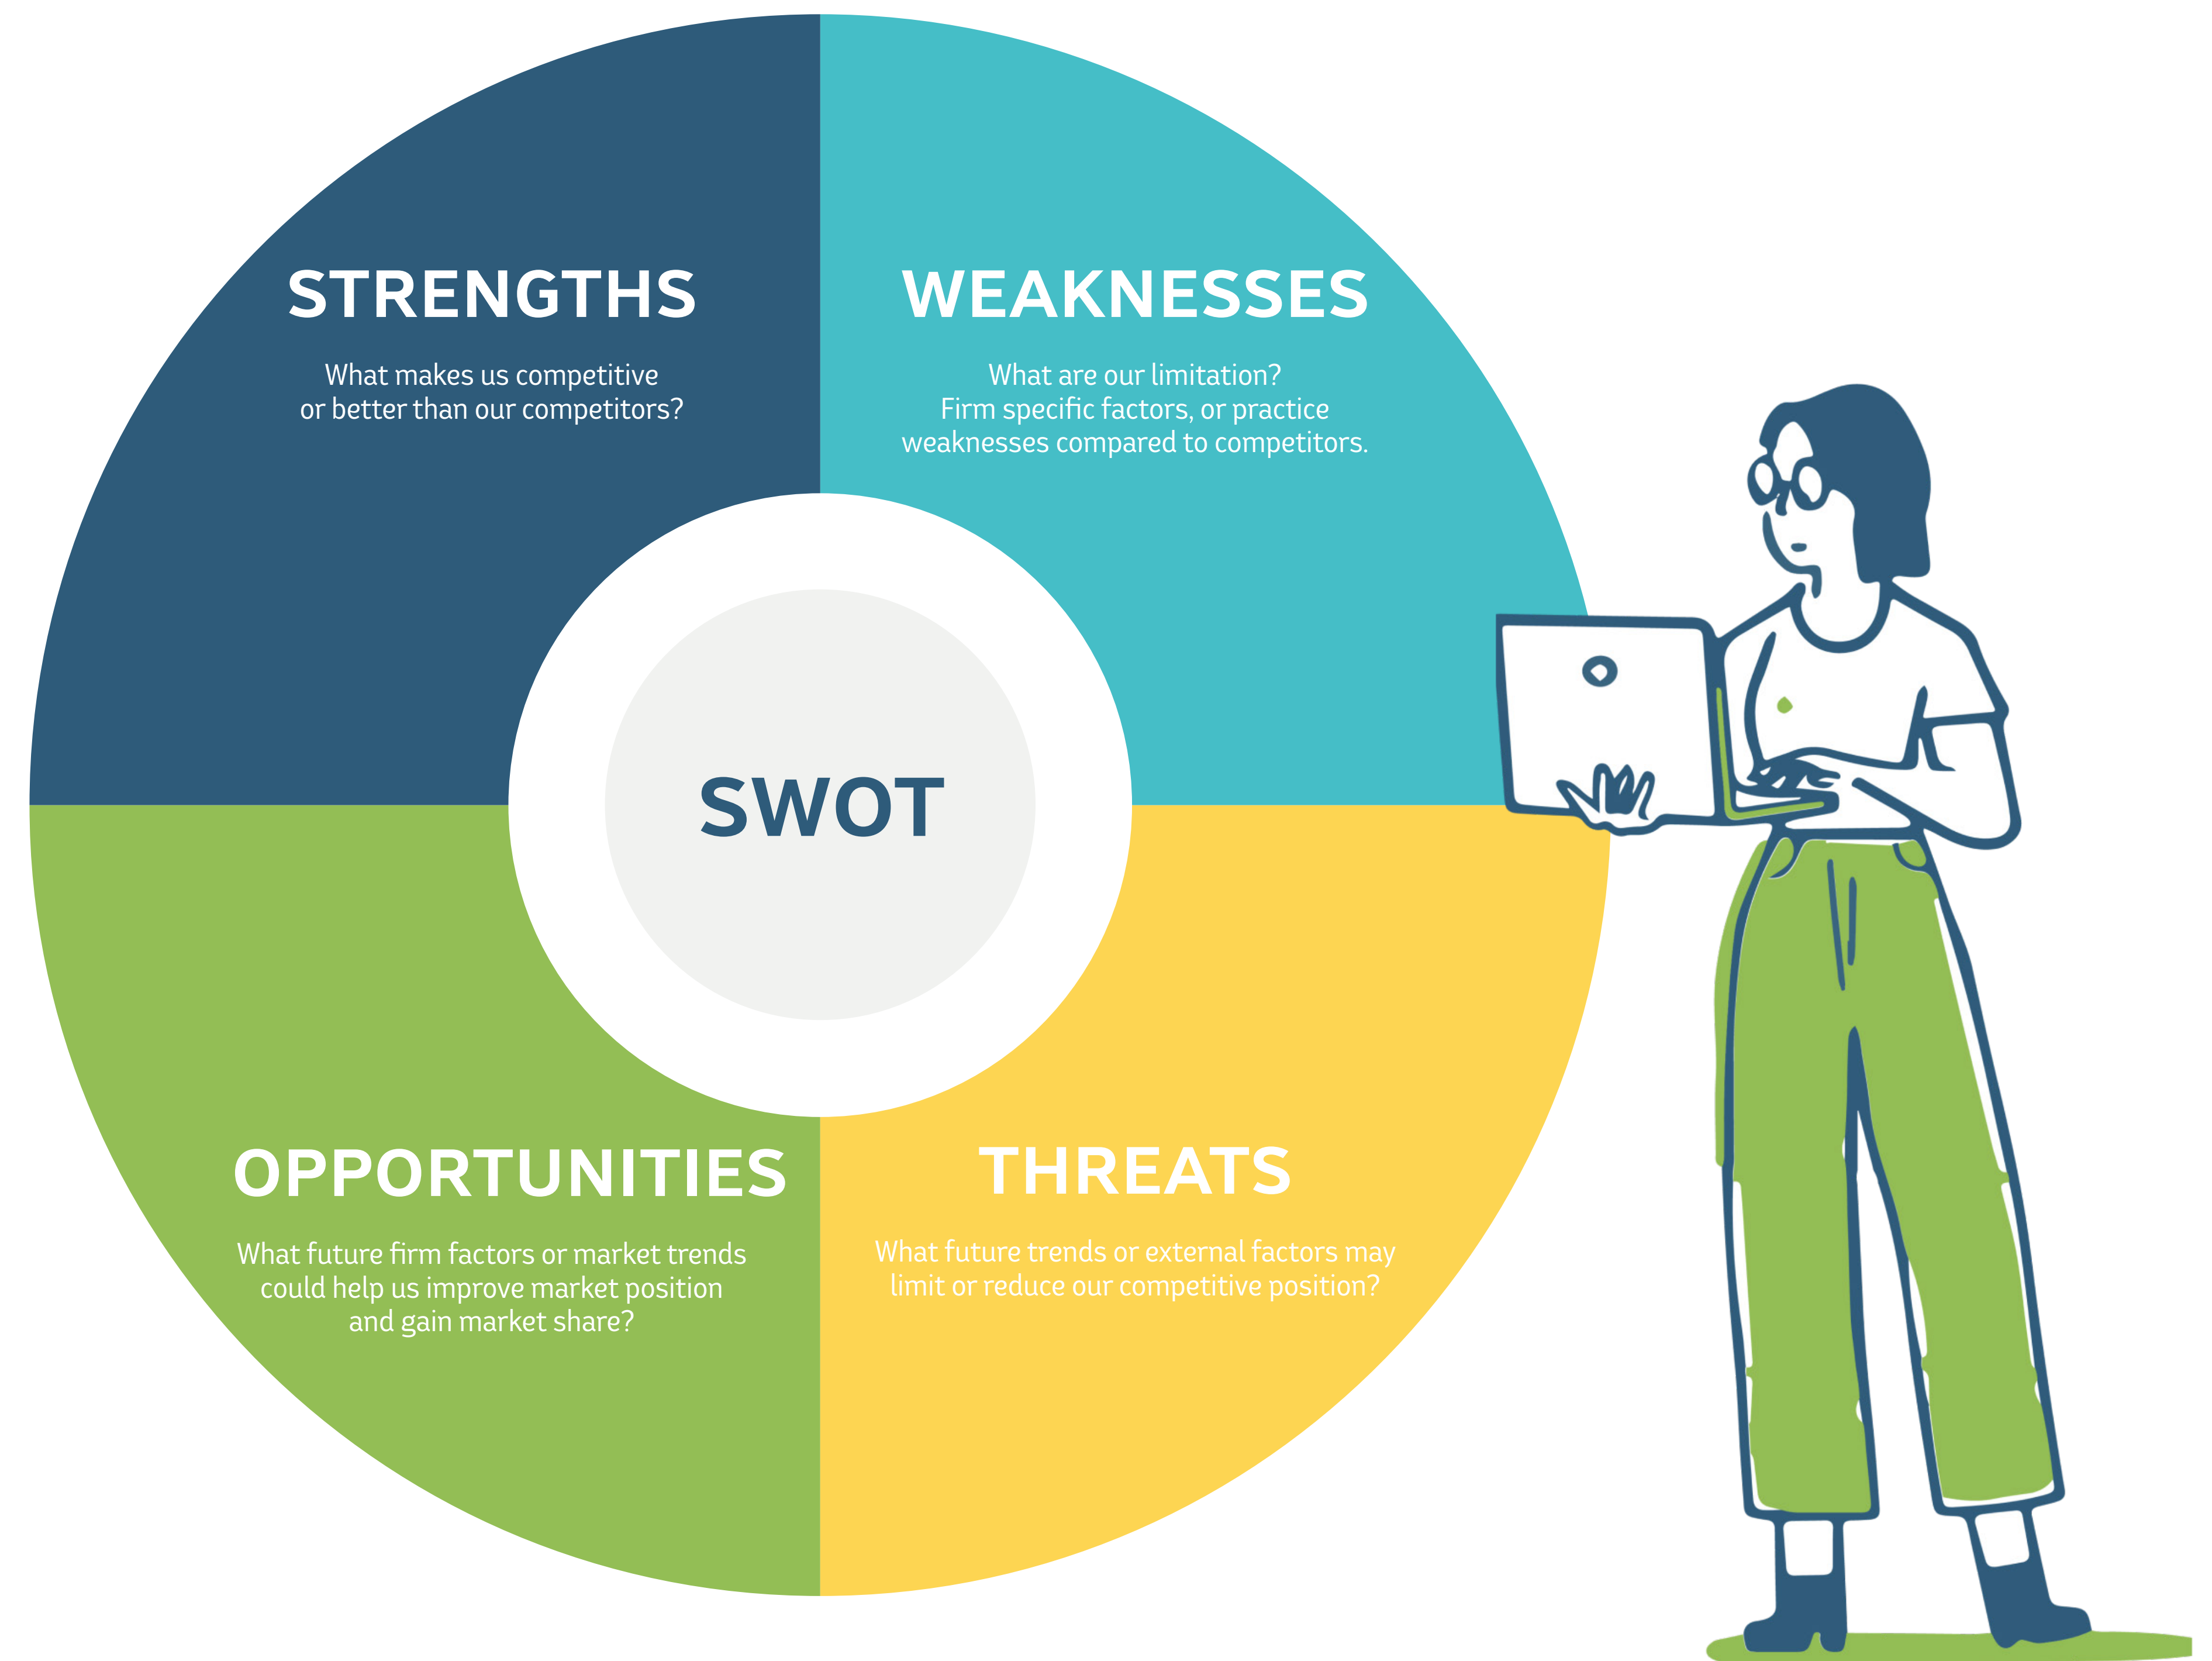 STRENGTHS
What makes us competitive
or better than our competitors?
WEAKNESSES
What are our limitation?
Firm specific factors, or practice
weaknesses compared to competitors.
SWOT
OPPORTUNITIES
What future firm factors or market trends
could help us improve market position
and gain market share?
THREATS
What future trends or external factors may
limit or reduce our competitive position?